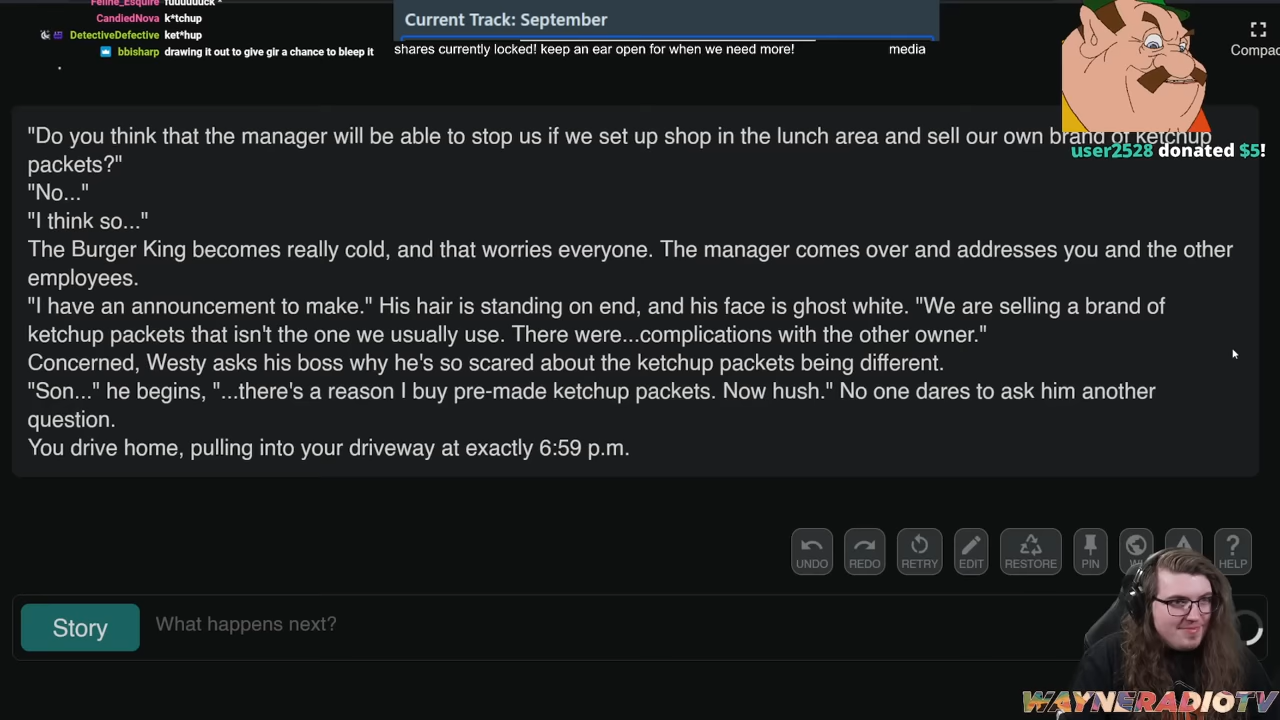 Feline_Esquire fuuuuuuck
CandiedNova k*tchup
DetectiveDefective ket*hup
bbisharp drawing it out to give gir a chance to bleep it
Current Track: September
shares currently locked! keep an ear open for when we need more! media
Compac
"Do you think that the manager will be able to stop us if we set up shop in the lunch area and sell our own brand of ketchup
packets?"
user2528 donated $5!
"No..."
"I think so..."
The Burger King becomes really cold, and that worries everyone. The manager comes over and addresses you and the other
employees.
"I have an announcement to make." His hair is standing on end, and his face is ghost white. "We are selling a brand of
ketchup packets that isn't the one we usually use. There were...complications with the other owner."
Concerned, Westy asks his boss why he's so scared about the ketchup packets being different.
"Son..." he begins, "...there's a reason I buy pre-made ketchup packets. Now hush." No one dares to ask him another
question.
You drive home, pulling into your driveway at exactly 6:59 p.m.
UNDO REDO RETRY EDIT RESTORE PIN HELP
Story What happens next?
WAYNERADIOTV